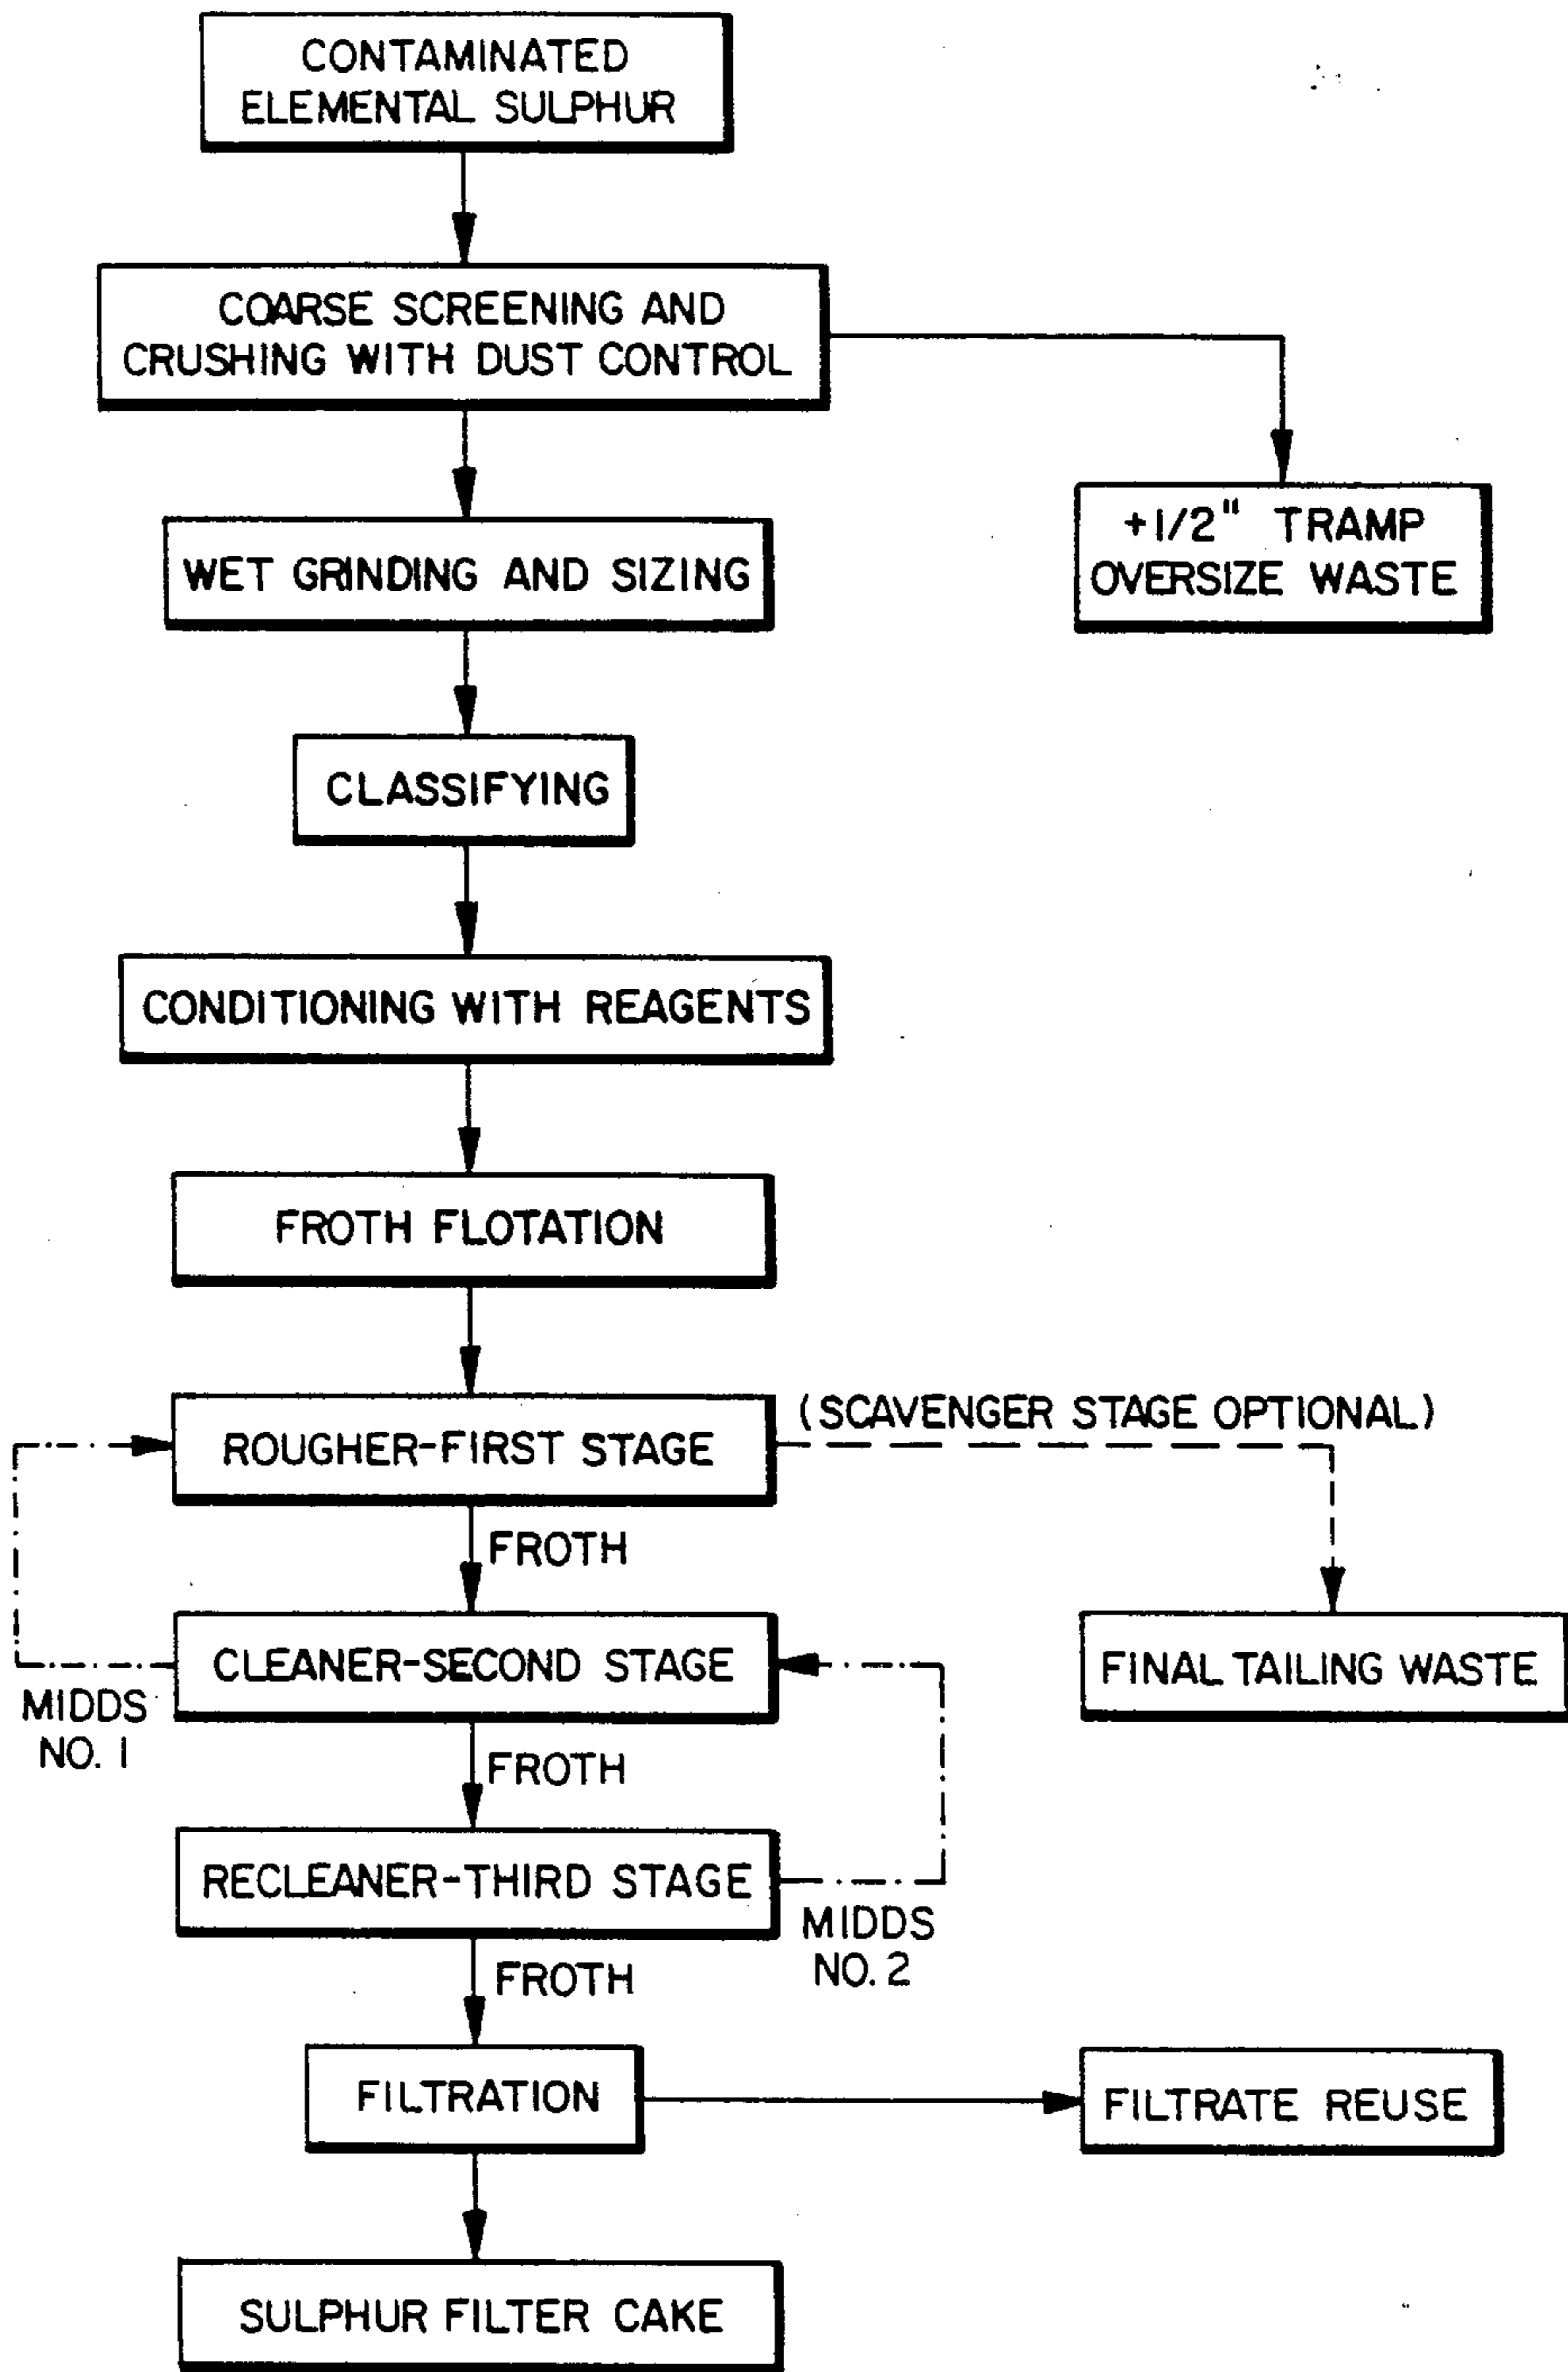 CONTAMINATED
ELEMENTAL SULPHUR
COARSE SCREENING AND
CRUSHING WITH DUST CONTROL
+1/2" TRAMP
OVERSIZE WASTE
WET GRINDING AND SIZING
CLASSIFYING
CONDITIONING WITH REAGENTS
FROTH FLOTATION
(SCAVENGER STAGE OPTIONAL)
ROUGHER-FIRST STAGE
FROTH
CLEANER-SECOND STAGE
FINAL TAILING WASTE
MIDDS
NO. 1
FROTH
RECLEANER-THIRD STAGE
MIDDS
NO. 2
FROTH
FILTRATION
FILTRATE REUSE
SULPHUR FILTER CAKE